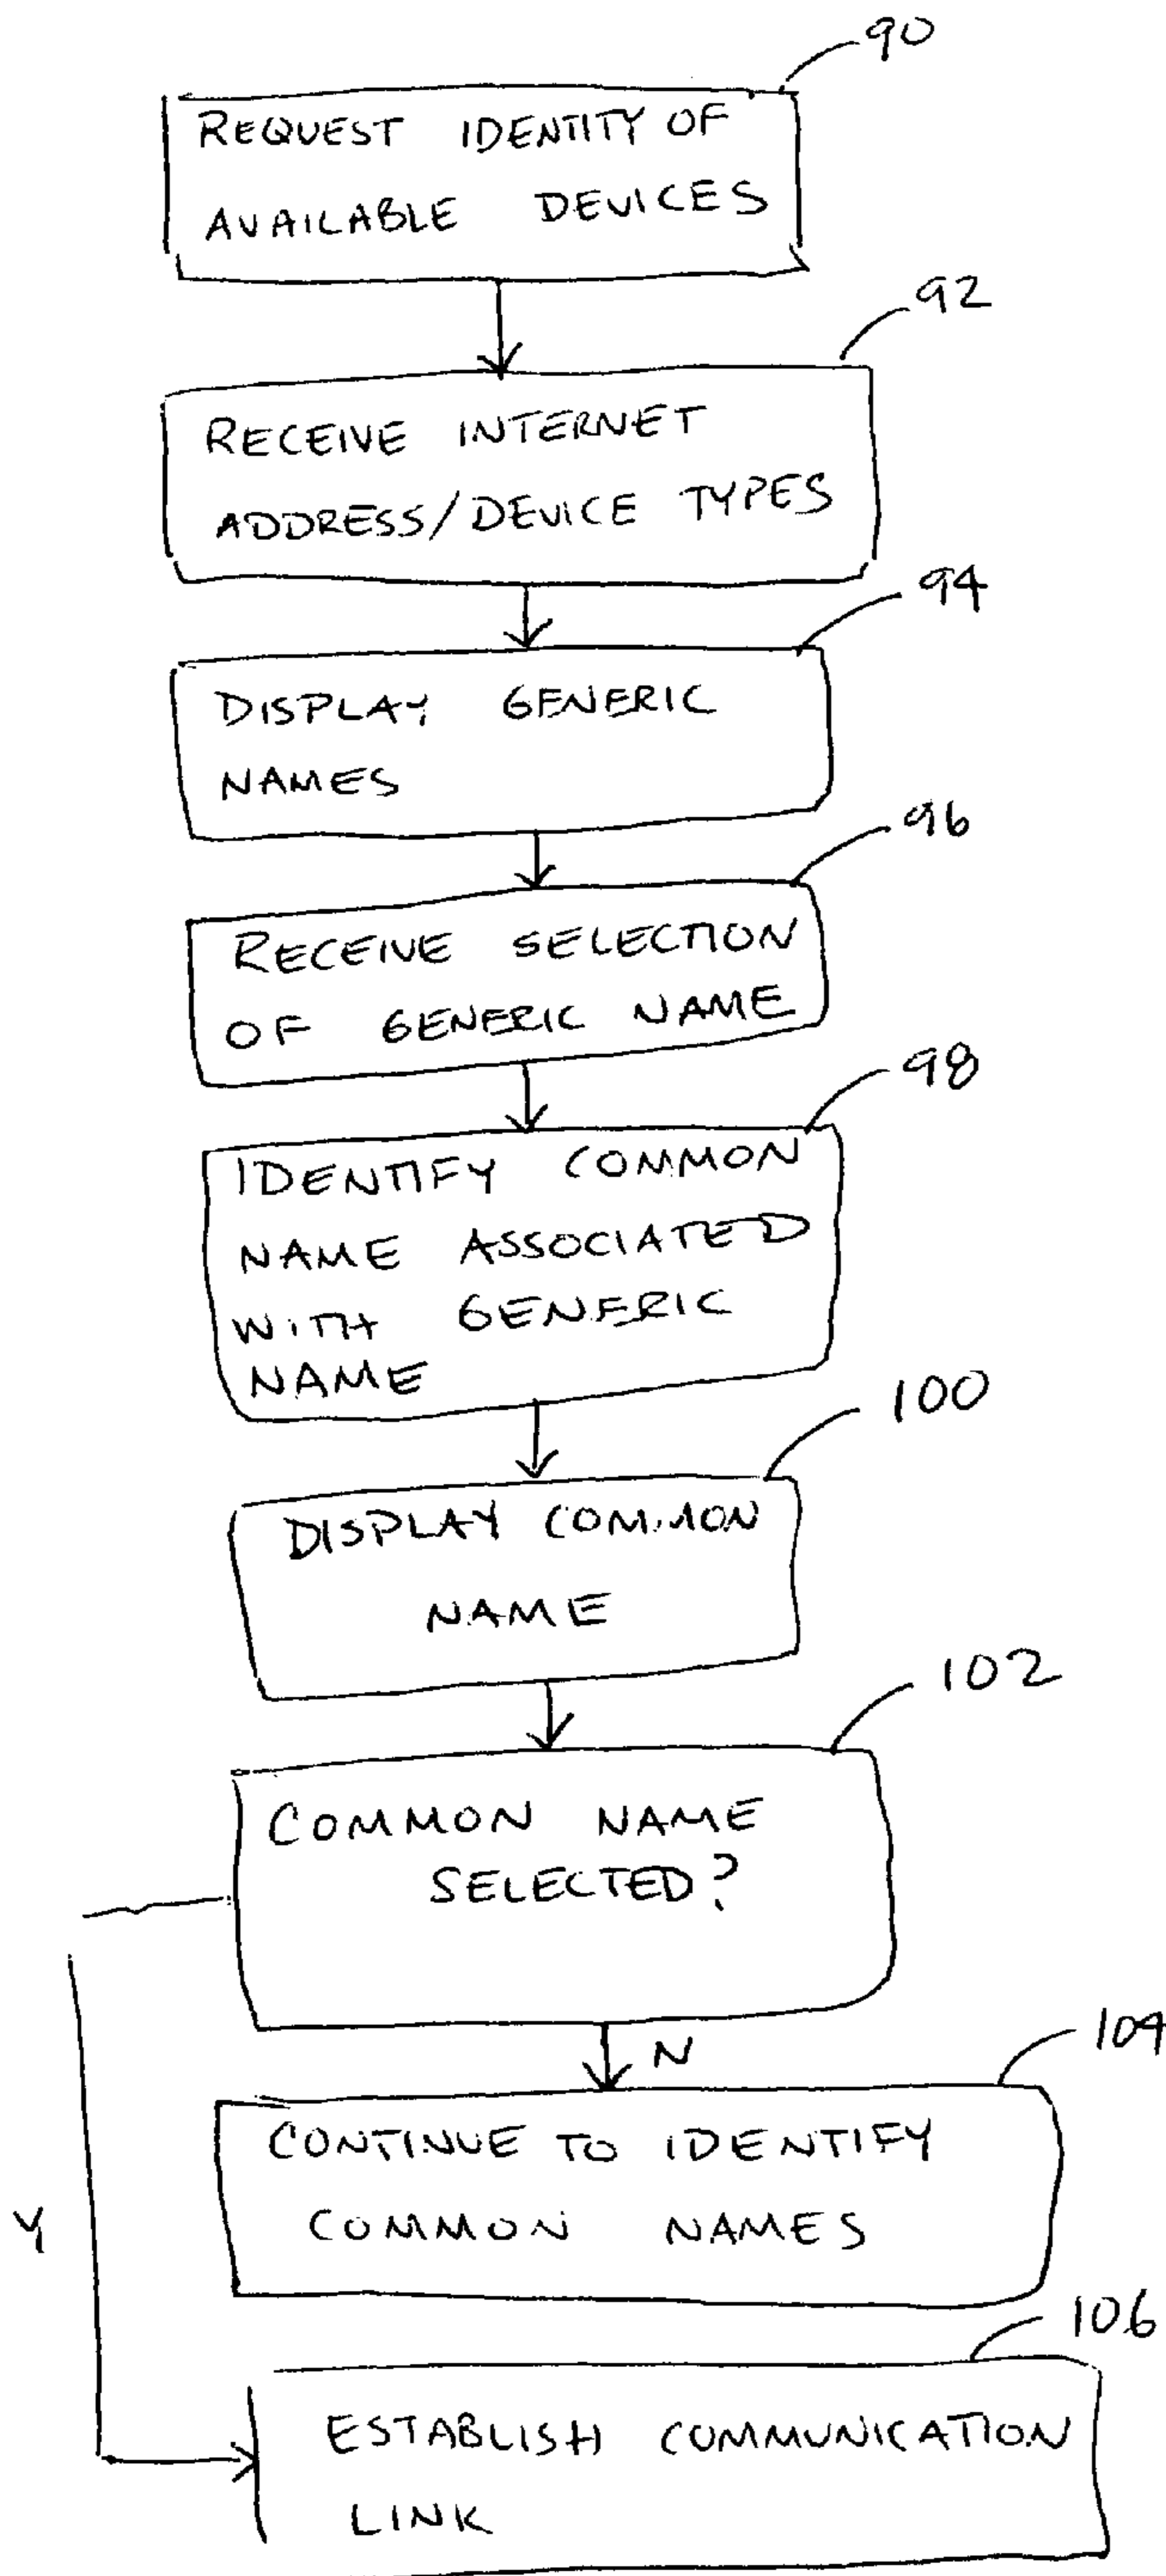 90
REQUEST IDENTITY OF
AVAILABLE DEVICES
92
RECEIVE INTERNET
ADDRESS/DEVICE TYPES
94
DISPLAY GENERIC
NAMES
96
RECEIVE SELECTION
OF GENERIC NAME
98
IDENTIFY COMMON
NAME ASSOCIATED
WITH GENERIC
NAME
100
DISPLAY COMMON
NAME
102
COMMON NAME
SELECTED?
N
104
CONTINUE TO IDENTIFY
COMMON NAMES
Y
106
ESTABLISH COMMUNICATION
LINK